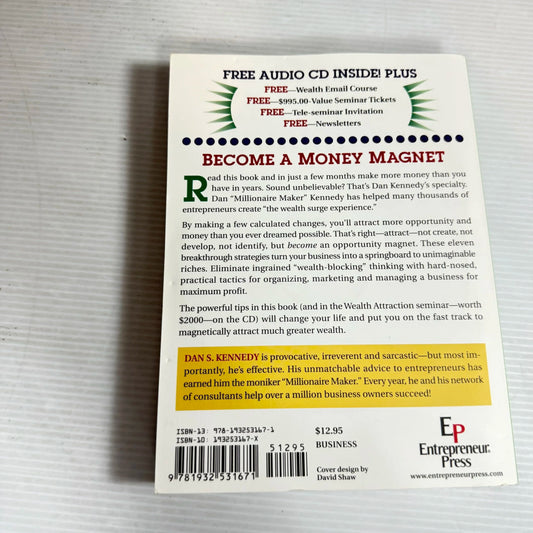 FREE AUDIO CD INSIDE! PLUS
FREE—Wealth Email Course
FREE—$995.00-Value Seminar Tickets
FREE—Tele-seminar Invitation
FREE—Newsletters
BECOME A MONEY MAGNET
Read this book and in just a few months make more money than you
have in years. Sound unbelievable? That's Dan Kennedy's specialty.
Dan "Millionaire Maker" Kennedy has helped many thousands of
entrepreneurs create "the wealth surge experience."
By making a few calculated changes, you'll attract more opportunity and
money than you ever dreamed possible. That's right—attract—not create, not
develop, not identify, but become an opportunity magnet. These eleven
breakthrough strategies turn your business into a springboard to unimaginable
riches. Eliminate ingrained "wealth-blocking" thinking with hard-nosed,
practical tactics for organizing, marketing and managing a business for
maximum profit.
The powerful tips in this book (and in the Wealth Attraction seminar—worth
$2000—on the CD) will change your life and put you on the fast track to
magnetically attract much greater wealth.
DAN S. KENNEDY is provocative, irreverent and sarcastic—but most im-
portantly, he's effective. His unmatchable advice to entrepreneurs has
earned him the moniker "Millionaire Maker." Every year, he and his network
of consultants help over a million business owners succeed!
ISBN-13: 978-193253167-1
ISBN-10: 193253167-X
51295
9 781932 531671
$12.95
BUSINESS
Cover design by
David Shaw
EP
Entrepreneur.
Press
www.entrepreneurpress.com